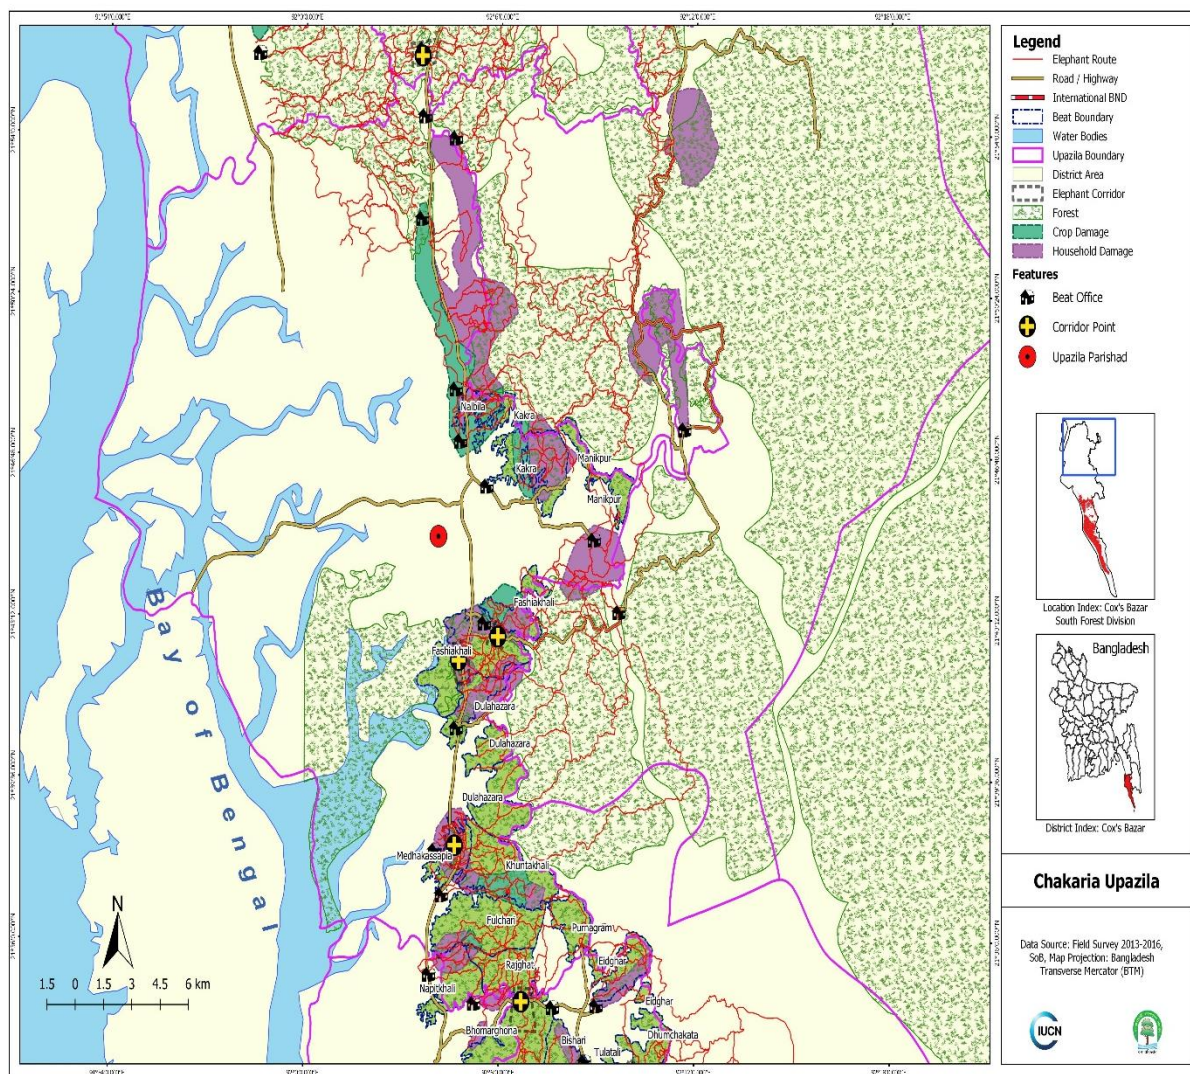 Legend
Elephant Route
Road / Highway
International BND
Beat Boundary
Water Bodies
Upazila Boundary
District Area
Elephant Corridor
Forest
Crop Damage
Household Damage
Features
Beat Office
Corridor Point
Upazila Parishad
Location Index: Cox's Bazar
South Forest Division
Bangladesh
District Index: Cox's Bazar
Chakaria Upazila
Data Source: Field Survey 2013-2016,
SoB, Map Projection: Bangladesh
Transverse Mercator (BTM)
IUCN
Nalbila
Kakra
Kakra
Manikpur
Manikpur
Fashiakhali
Fashiakhali
Dulahazara
Dulahazara
Dulahazara
Medhakassapia
Khuntakhali
Fulchari
Purnagram
Rajghat
Eidghar
Napitkhali
Eidghar
Bhomarghona
Bishari
Dhumchakata
Tulatali
Bay of Bengal
N
1.5 0 1.5 3 4.5 6 km